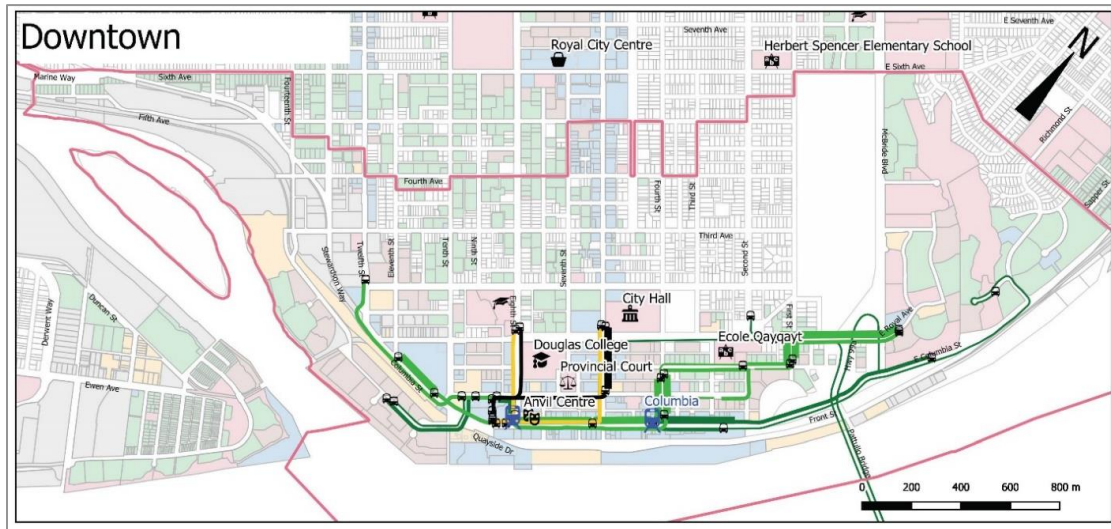 Downtown
E Seventh Ave
Seventh Ave
Royal City Centre
Herbert Spencer Elementary School
E Sixth Ave
N
Marine Way
Sixth Ave
Fourteenth St
Fifth Ave
Richmond St
McBride Blvd
Fourth Ave
Fourth St
Third St
Sapper St
Third Ave
Stewardson Way
Twelfth St
Eleventh St
Tenth St
Ninth St
Seventh St
Second St
Duncan St
Derwent Way
City Hall
Eighth St
First St
E Royal Ave
Douglas College
Ecole Qayqayt
Provincial Court
E Columbia St
Ewen Ave
Columbia St
Anvil Centre
Columbia
Front St
Quayside Dr
Pattullo Bridge
0 200 400 600 800 m